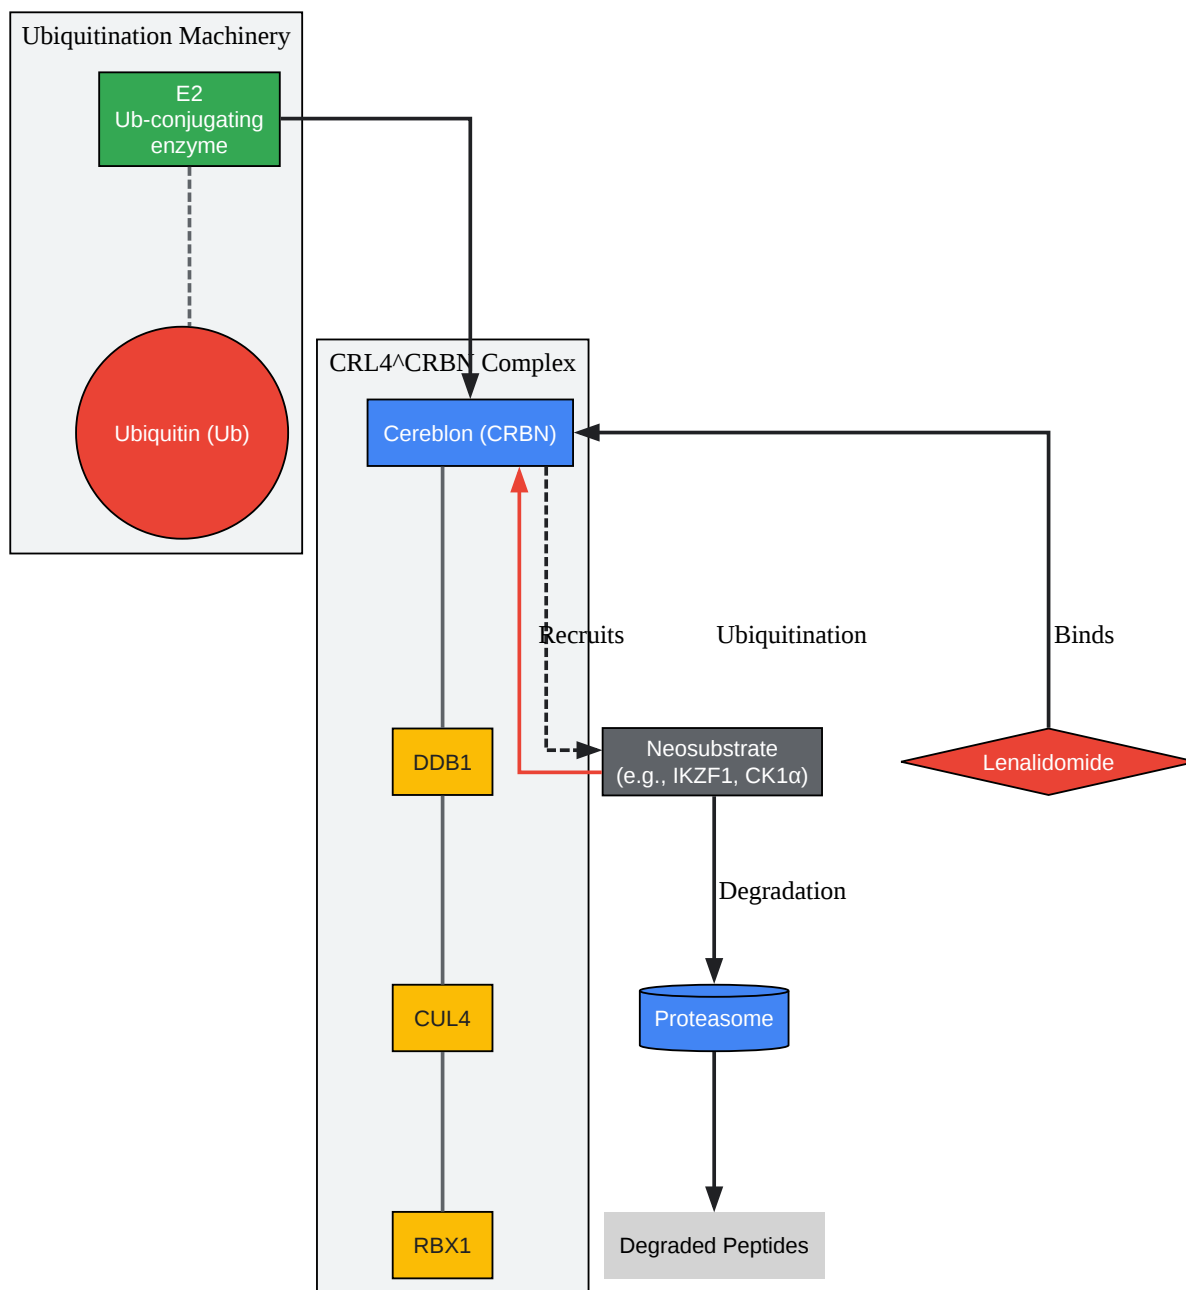 Ubiquitination Machinery
E2
Ub-conjugating
enzyme
Ubiquitin (Ub)
CRL4^CRBN Complex
Cereblon (CRBN)
Recruits
Ubiquitination
Binds
DDB1
Neosubstrate
(e.g., IKZF1, CK1α)
Lenalidomide
Degradation
CUL4
Proteasome
RBX1
Degraded Peptides